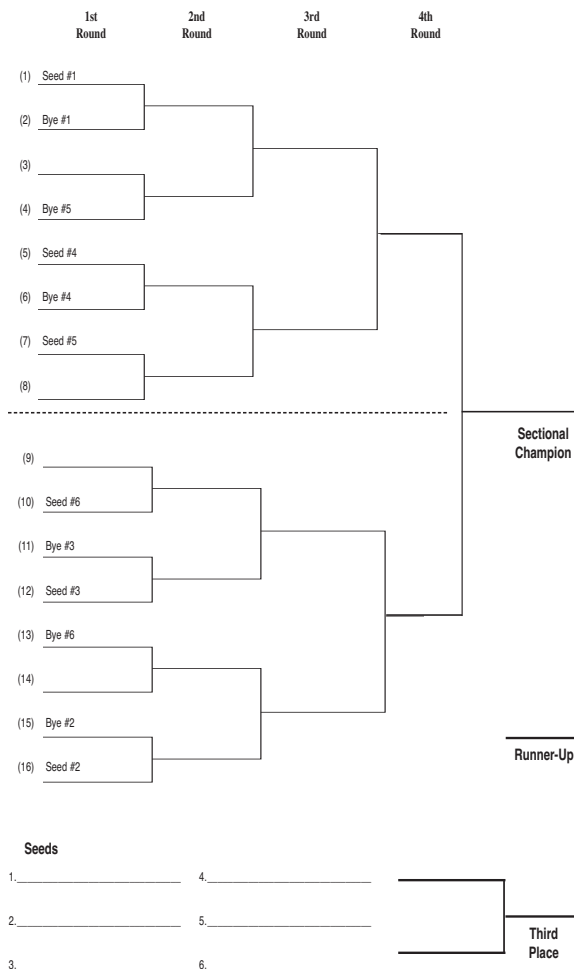 1st 2nd 3rd 4th
Round Round Round Round
(1) Seed #1
(2) Bye #1
(3)
(4) Bye #5
(5) Seed #4
(6) Bye #4
(7) Seed #5
(8)
Sectional
Champion
(9)
(10) Seed #6
(11) Bye #3
(12) Seed #3
(13) Bye #6
(14)
(15) Bye #2
(16) Seed #2
Runner-Up
Seeds
1. 4.
2. 5.
Third
Place
3. 6.